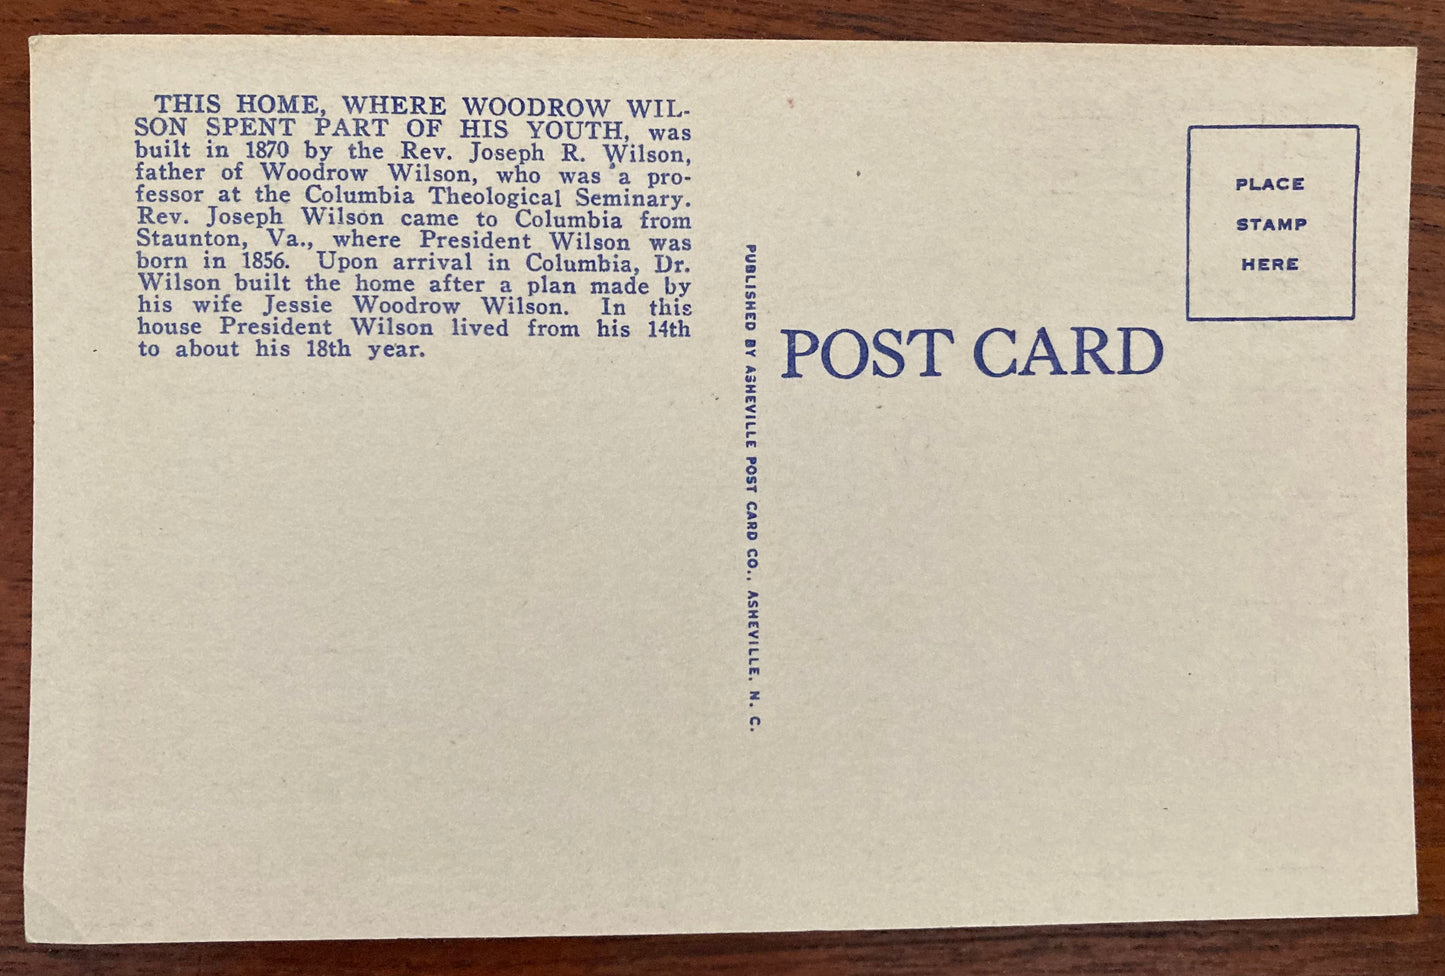 THIS HOME, WHERE WOODROW WIL-
SON SPENT PART OF HIS YOUTH, was
built in 1870 by the Rev. Joseph R. Wilson,
father of Woodrow Wilson, who was a pro-
fessor at the Columbia Theological Seminary.
Rev. Joseph Wilson came to Columbia from
Staunton, Va., where President Wilson was
born in 1856. Upon arrival in Columbia, Dr.
Wilson built the home after a plan made by
his wife Jessie Woodrow Wilson. In this
house President Wilson lived from his 14th
to about his 18th year.
PUBLISHED BY ASHEVILLE POST CARD CO., ASHEVILLE, N. C.
POST CARD
PLACE
STAMP
HERE